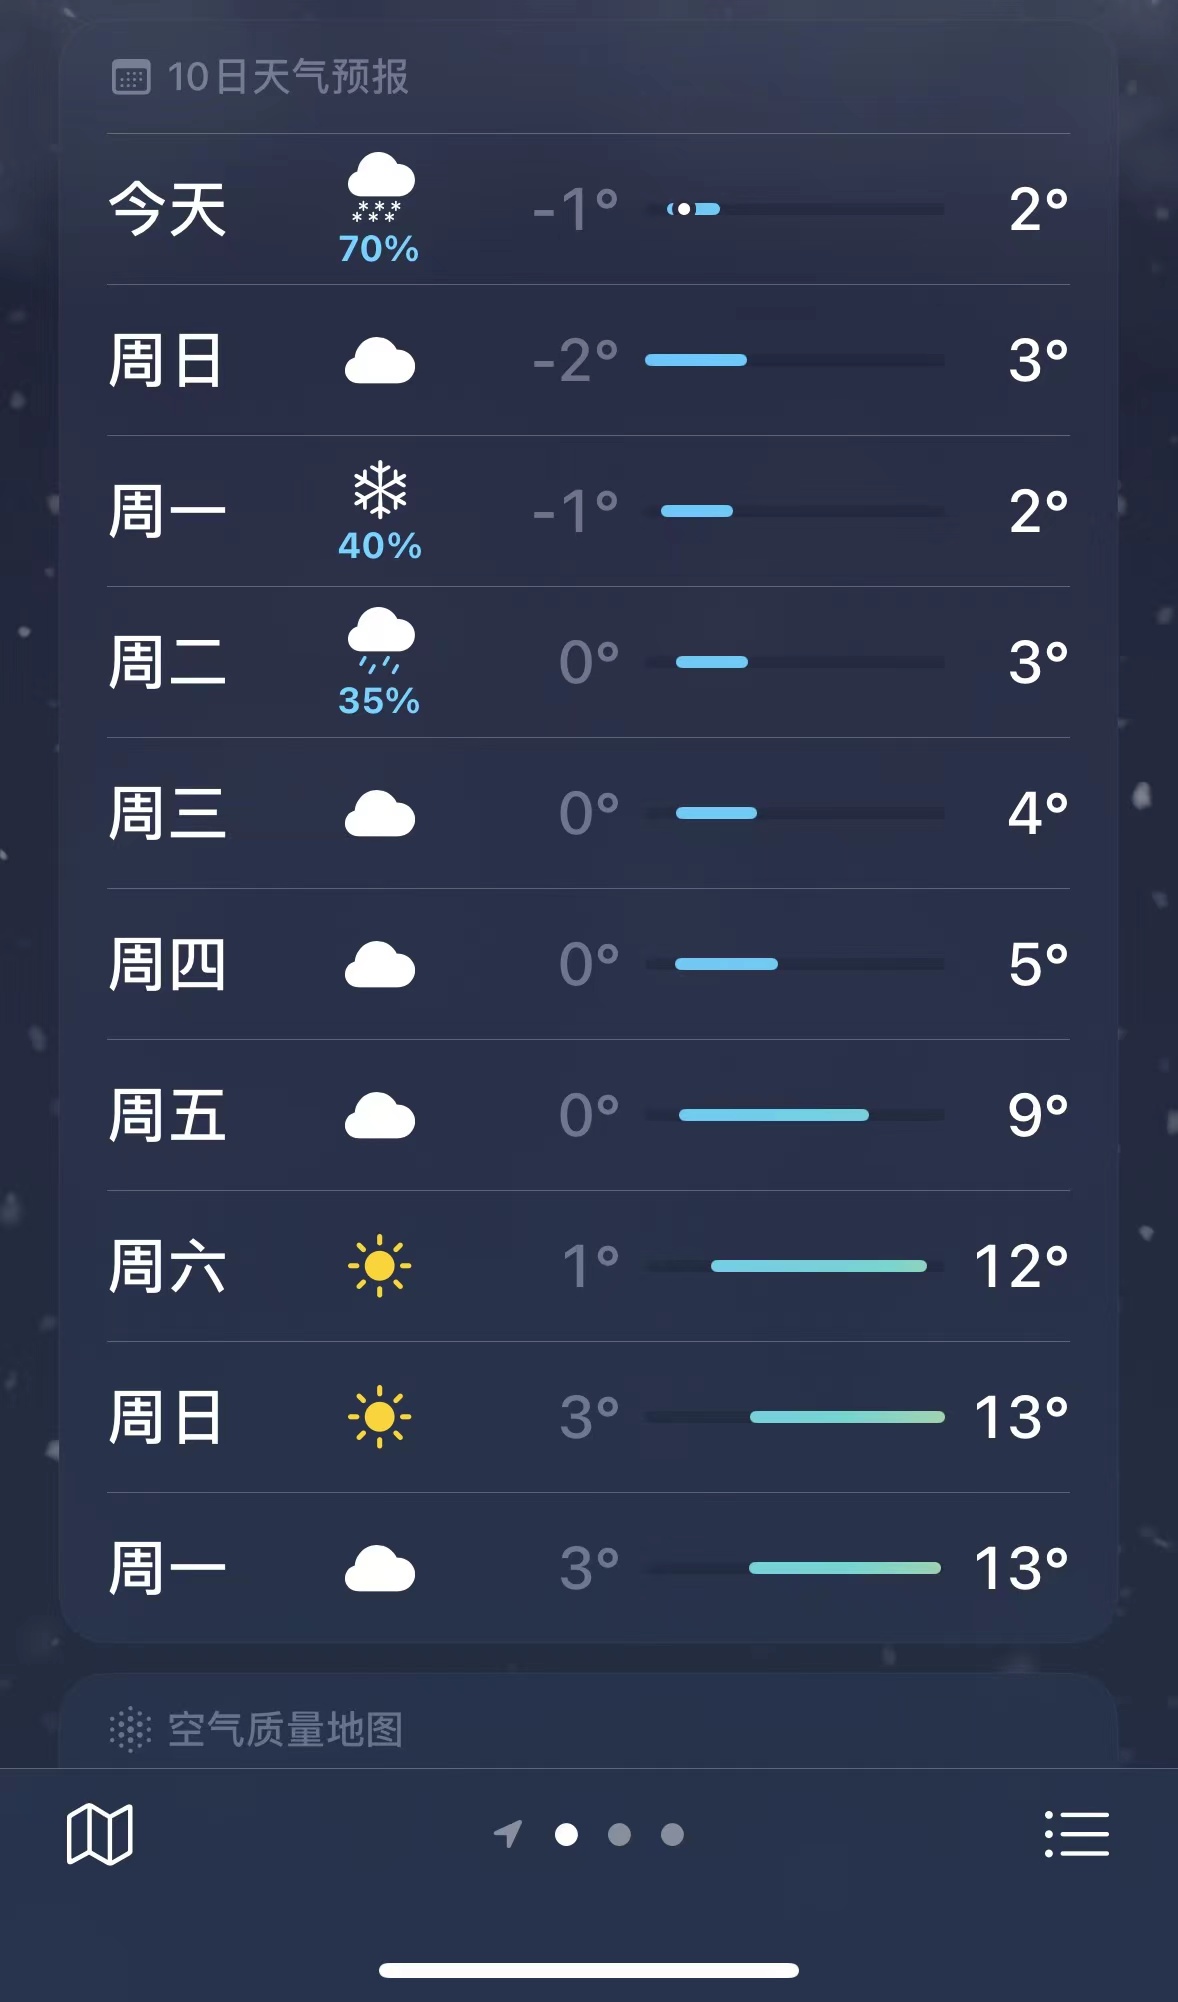 10日天气预报
今天 70% -1° 2°
周日 -2° 3°
周一 40% -1° 2°
周二 35% 0° 3°
周三 0° 4°
周四 0° 5°
周五 0° 9°
周六 1° 12°
周日 3° 13°
周一 3° 13°
空气质量地图